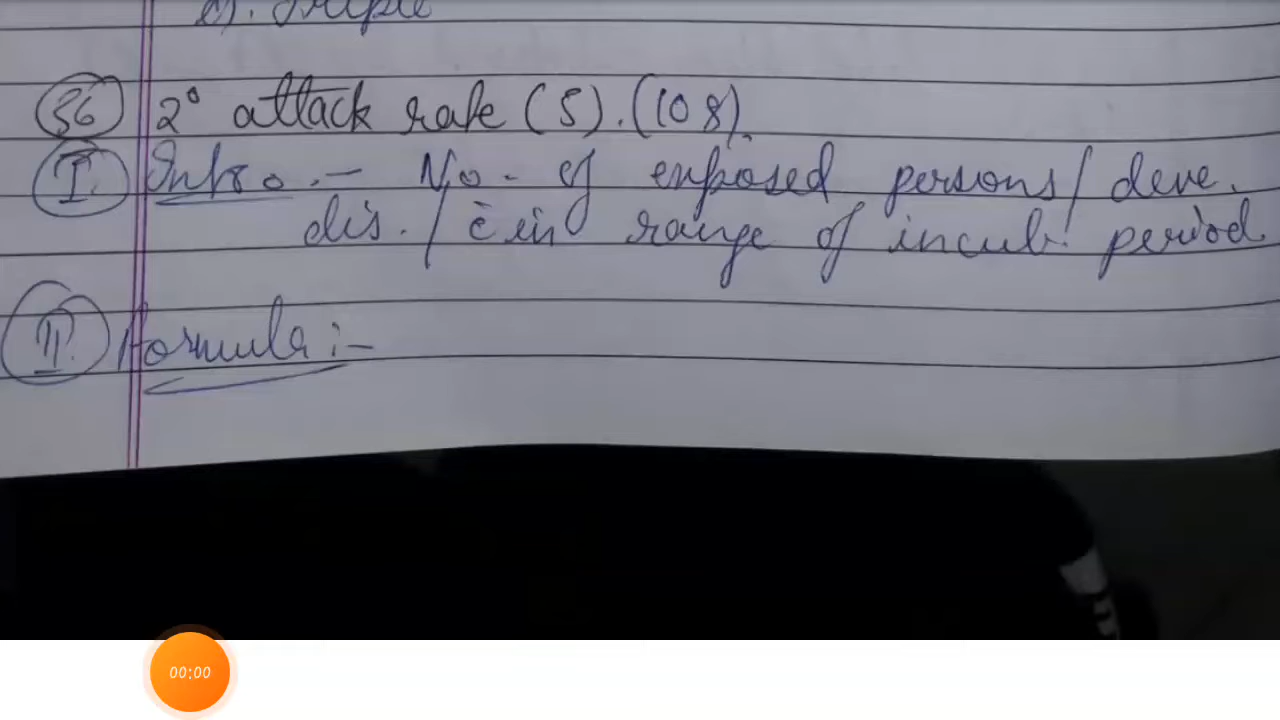 e). Triple
36 2° attack rate (5). (108).
I. Intro. :- No. of exposed persons/ deve.
dis. / c̄ in range of incub. period
II. Formula :-
00:00